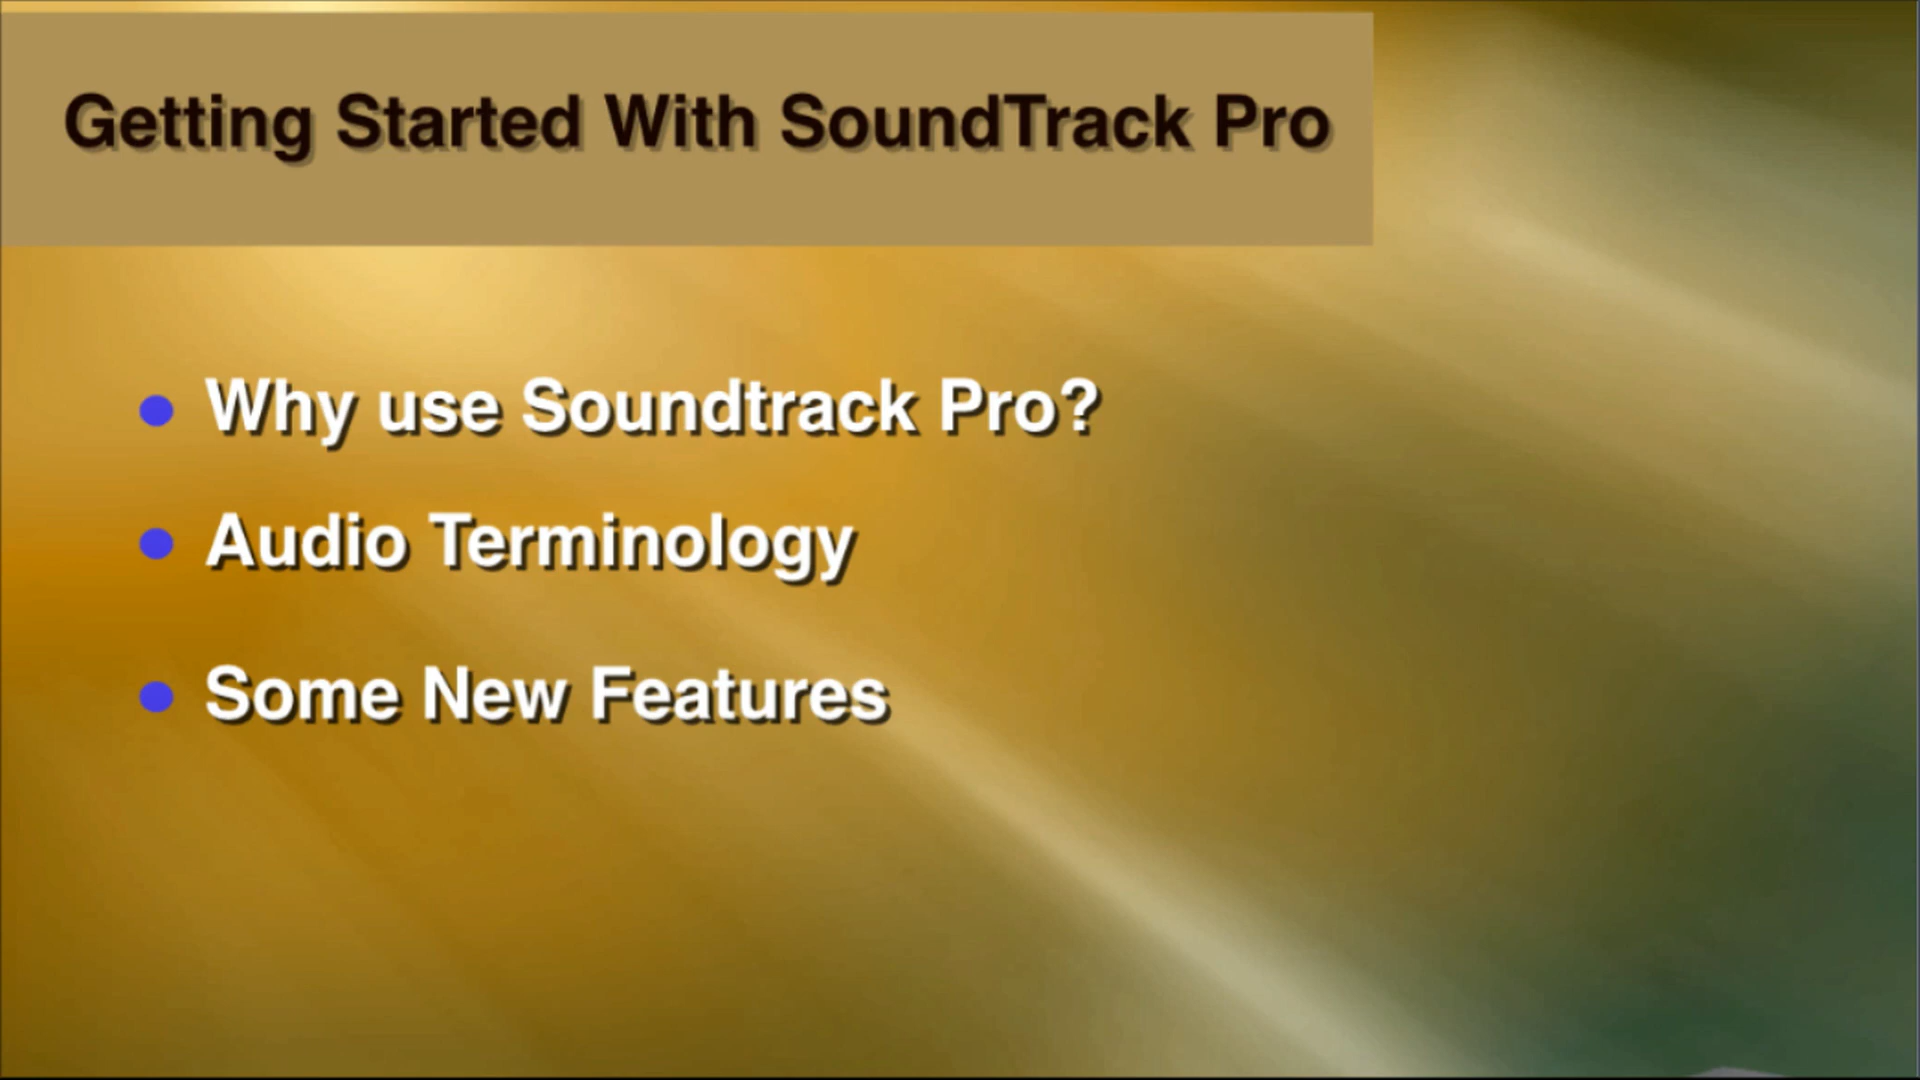 Getting Started With SoundTrack Pro
Why use Soundtrack Pro?
Audio Terminology
Some New Features